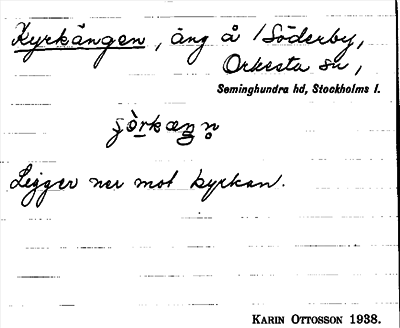 Kyrkängen, äng å /Söderby,
Orkesta sn,
Seminghundra hd, Stockholms l.
Ligger ner mot kyrkan.
KARIN OTTOSSON 1938.